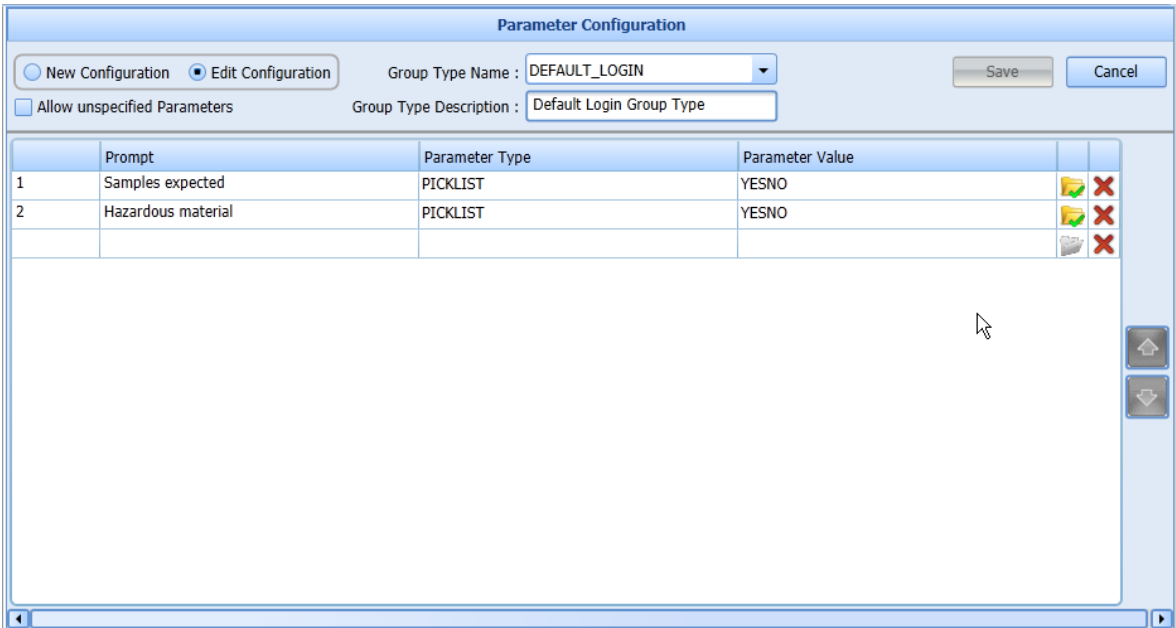 Parameter Configuration
New Configuration Edit Configuration Group Type Name : DEFAULT_LOGIN Save Cancel
Allow unspecified Parameters Group Type Description : Default Login Group Type
Prompt Parameter Type Parameter Value
1 Samples expected PICKLIST YESNO
2 Hazardous material PICKLIST YESNO